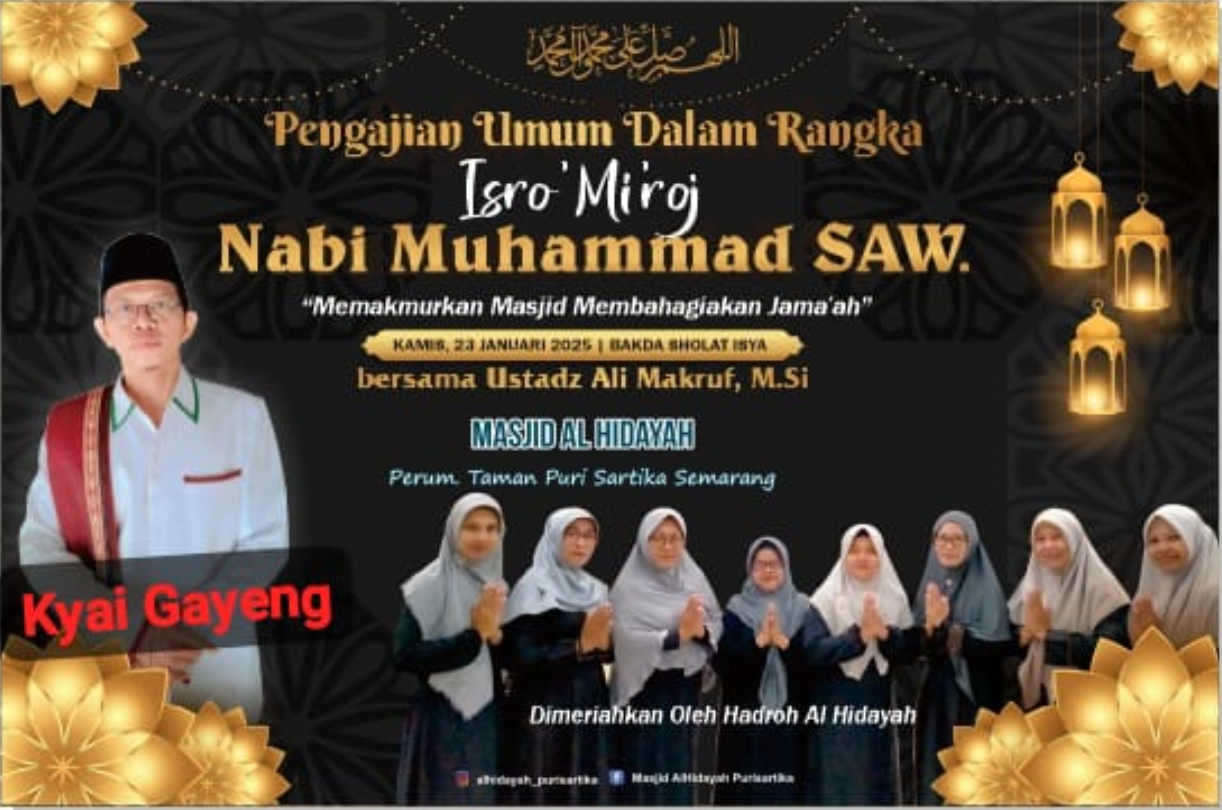 اللهم صل على محمد وآل محمد
Pengajian Umum Dalam Rangka
Isro' Mi'roj
Nabi Muhammad SAW.
“Memakmurkan Masjid Membahagiakan Jama'ah”
KAMIS, 23 JANUARI 2025 | BAKDA SHOLAT ISYA
bersama Ustadz Ali Makruf, M.Si
MASJID AL HIDAYAH
Perum. Taman Puri Sartika Semarang
Kyai Gayeng
Dimeriahkan Oleh Hadroh Al Hidayah
alhidayah_purisartika Masjid AlHidayah Purisartika